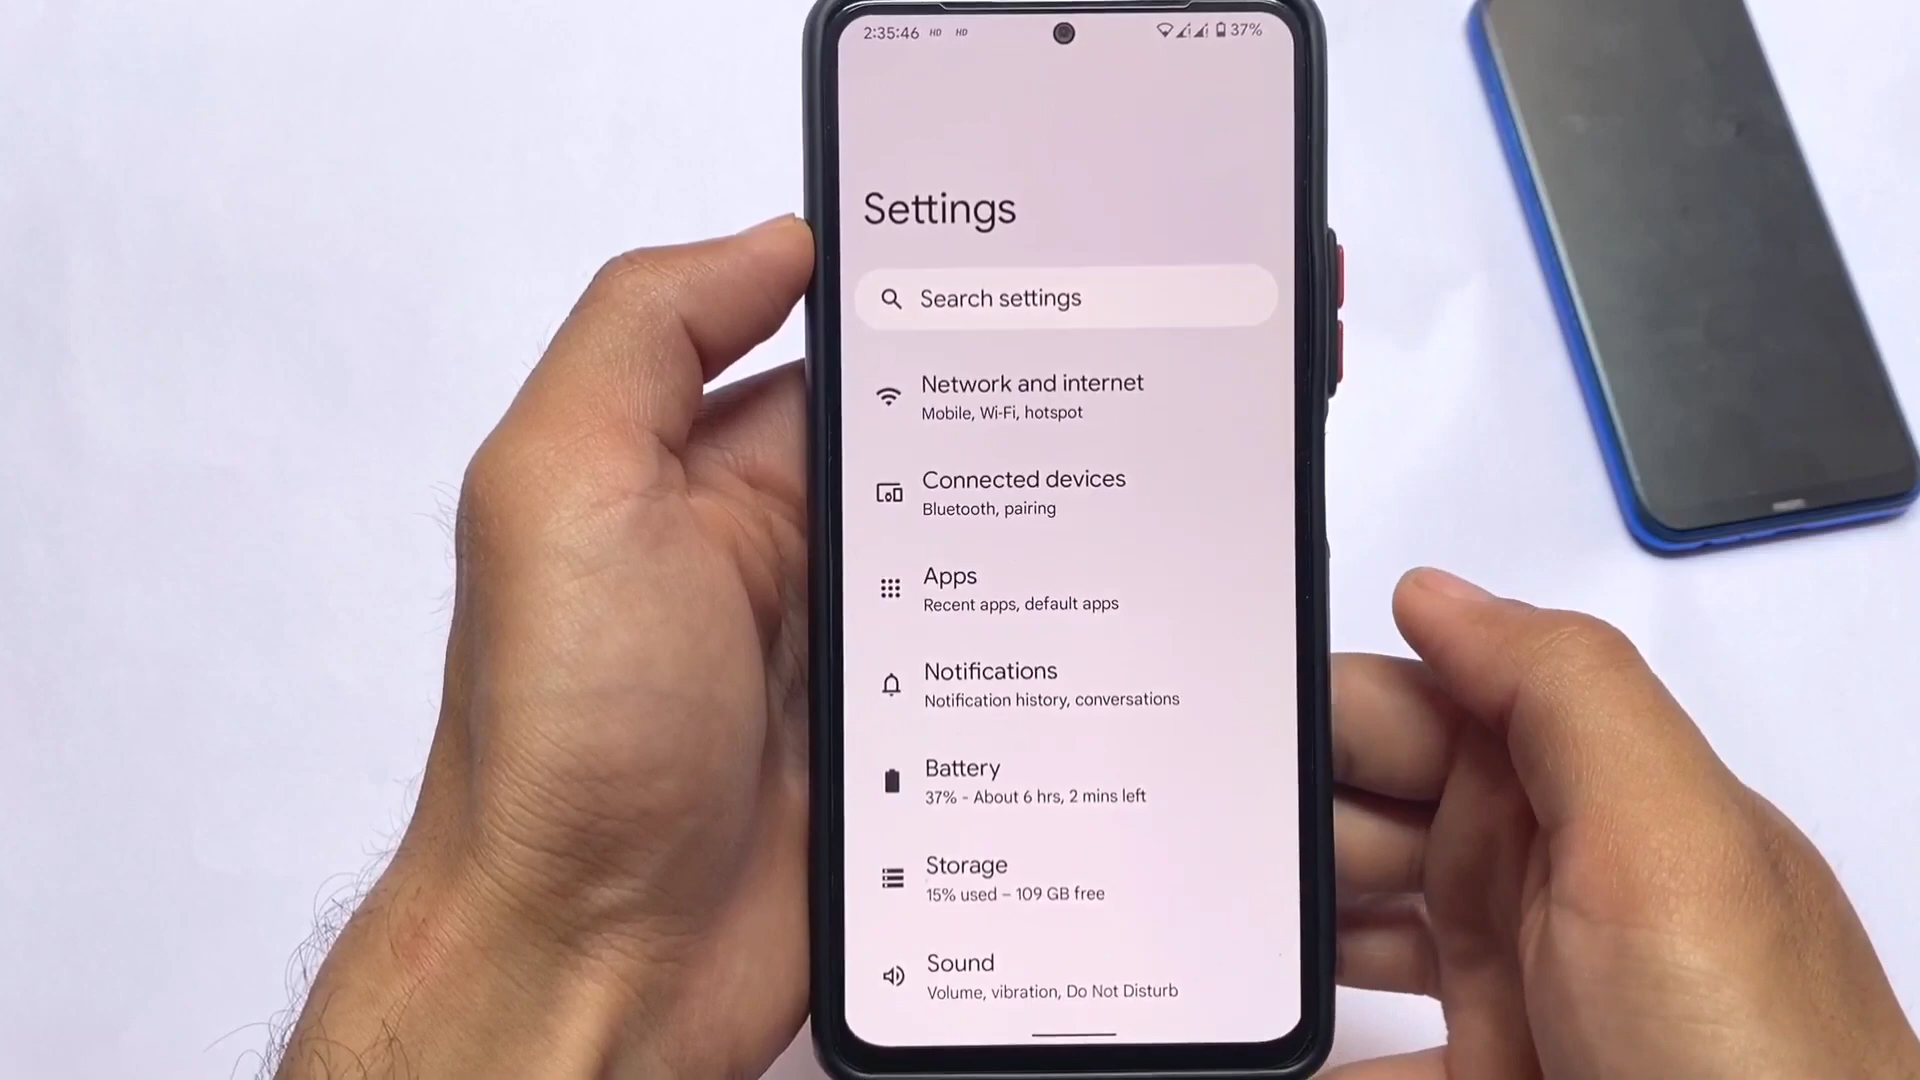 2:35:46 HD HD 37%
Settings
Search settings
Network and internet
Mobile, Wi-Fi, hotspot
Connected devices
Bluetooth, pairing
Apps
Recent apps, default apps
Notifications
Notification history, conversations
Battery
37% - About 6 hrs, 2 mins left
Storage
15% used – 109 GB free
Sound
Volume, vibration, Do Not Disturb